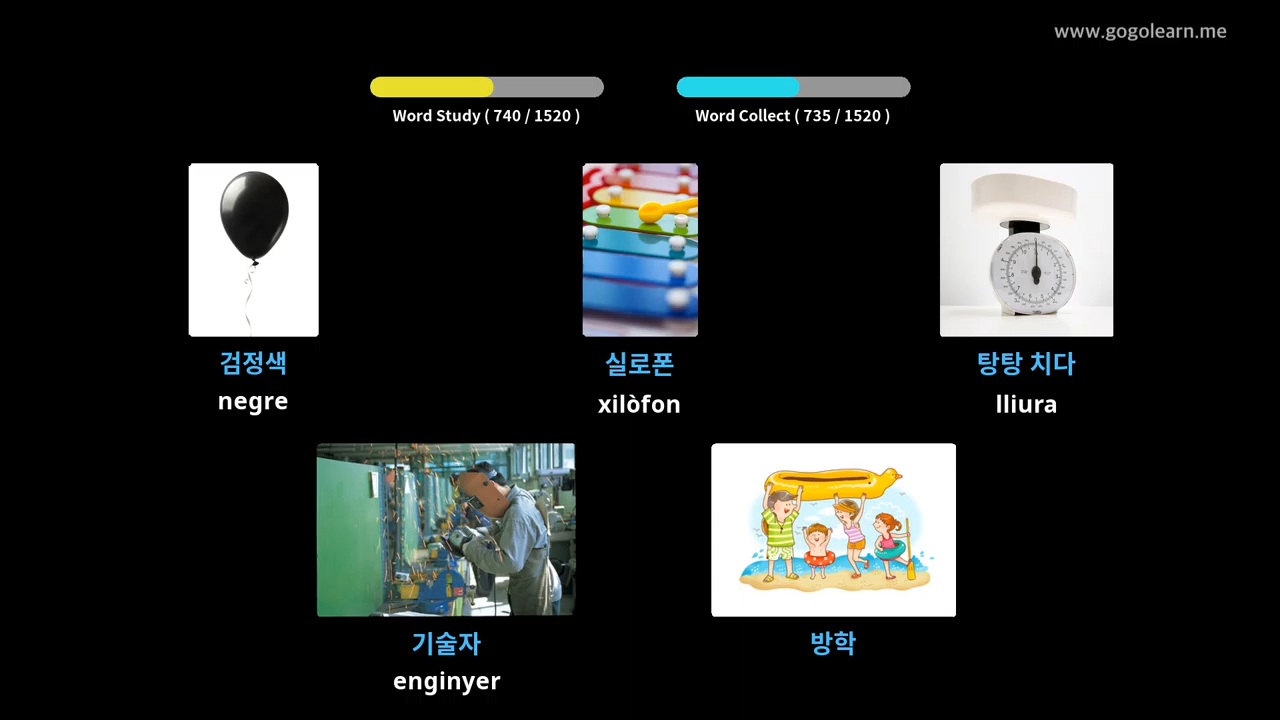 www.gogolearn.me
Word Study ( 740 / 1520 )
Word Collect ( 735 / 1520 )
검정색
negre
실로폰
xilòfon
탕탕 치다
lliura
기술자
enginyer
방학